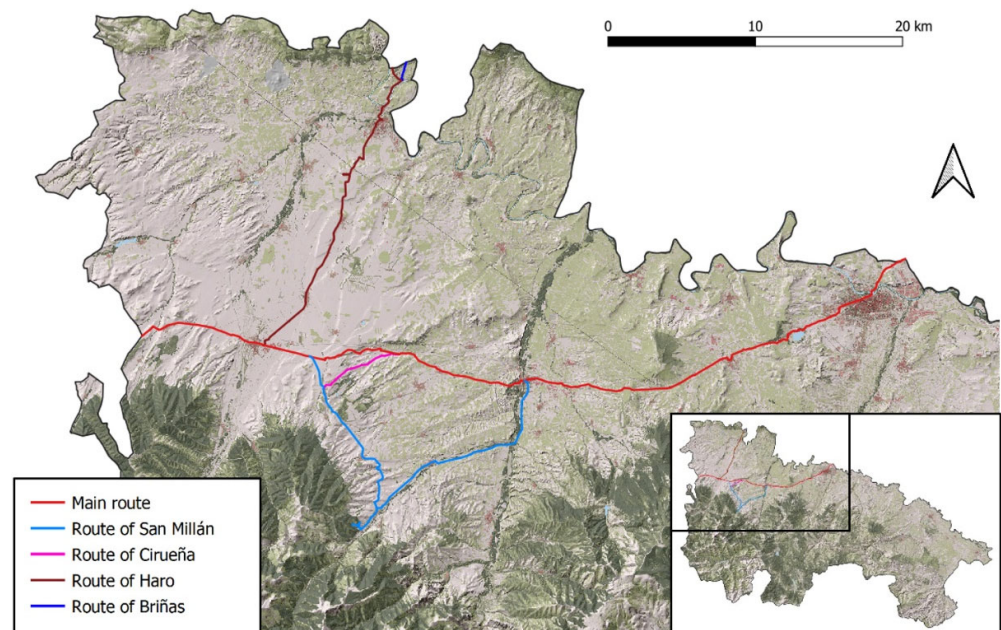 0 10 20 km
Main route
Route of San Millán
Route of Cirueña
Route of Haro
Route of Briñas